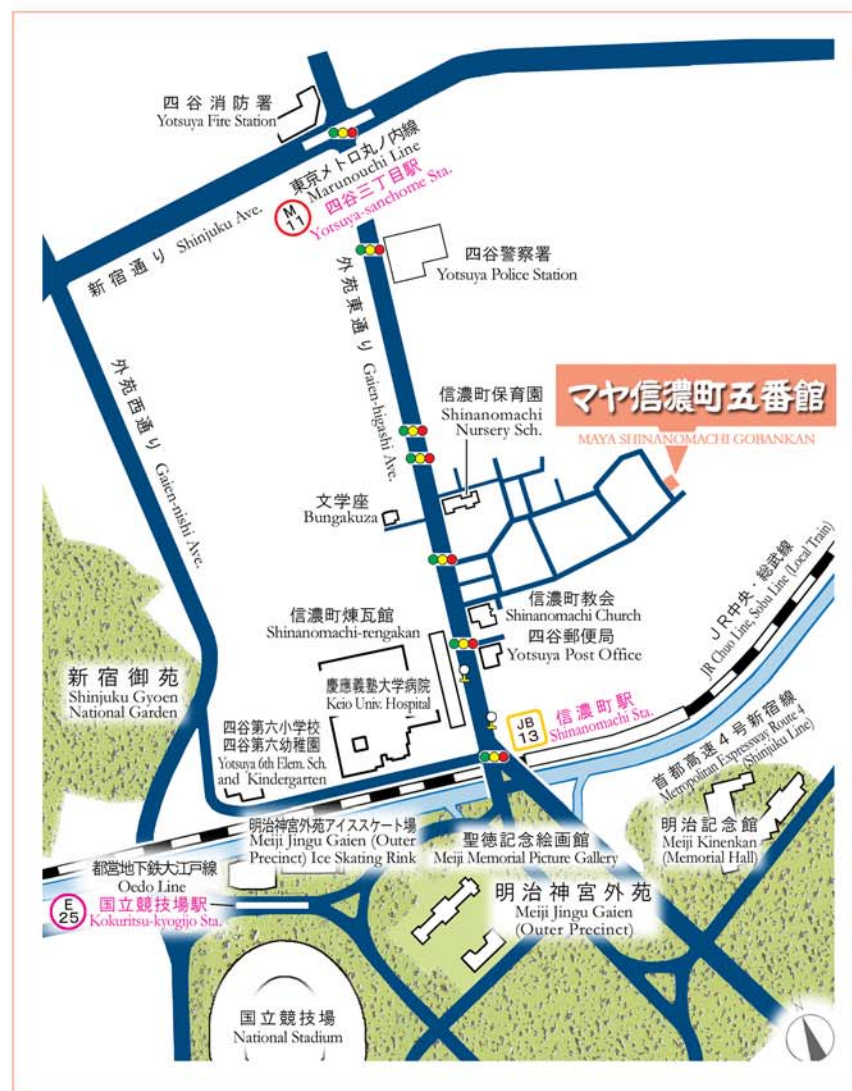 四谷消防署
Yotsuya Fire Station
東京メトロ丸ノ内線
Marunouchi Line
M
11
四谷三丁目駅
Yotsuya-sanchome Sta.
新宿通り Shinjuku Ave.
四谷警察署
Yotsuya Police Station
外苑東通り Gaien-higashi Ave.
外苑西通り Gaien-nishi Ave.
信濃町保育園
Shinanomachi
Nursery Sch.
マヤ信濃町五番館
MAYA SHINANOMACHI GOBANKAN
文学座
Bungakuza
信濃町教会
Shinanomachi Church
信濃町煉瓦館
Shinanomachi-rengakan
四谷郵便局
Yotsuya Post Office
JR中央・総武線
JR Chuo Line, Sobu Line (Local Train)
新宿御苑
Shinjuku Gyoen
National Garden
慶應義塾大学病院
Keio Univ. Hospital
JB
13
信濃町駅
Shinanomachi Sta.
四谷第六小学校
四谷第六幼稚園
Yotsuya 6th Elem. Sch.
and Kindergarten
首都高速4号新宿線
Metropolitan Expressway Route 4
(Shinjuku Line)
明治神宮外苑アイススケート場
Meiji Jingu Gaien (Outer
Precinct) Ice Skating Rink
聖徳記念絵画館
Meiji Memorial Picture Gallery
明治記念館
Meiji Kinenkan
(Memorial Hall)
都営地下鉄大江戸線
Oedo Line
E
25
国立競技場駅
Kokuritsu-kyogijo Sta.
明治神宮外苑
Meiji Jingu Gaien
(Outer Precinct)
国立競技場
National Stadium
N